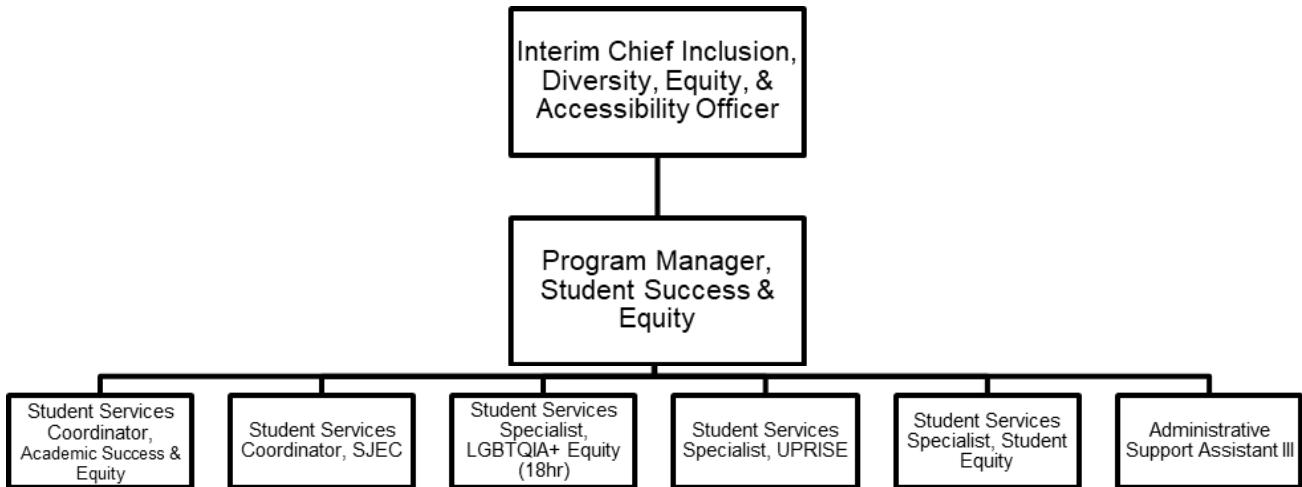 Interim Chief Inclusion,
Diversity, Equity, &
Accessibility Officer
Program Manager,
Student Success &
Equity
Student Services
Coordinator,
Academic Success &
Equity
Student Services
Coordinator, SJEC
Student Services
Specialist,
LGBTQIA+ Equity
(18hr)
Student Services
Specialist, UPRISE
Student Services
Specialist, Student
Equity
Administrative
Support Assistant III